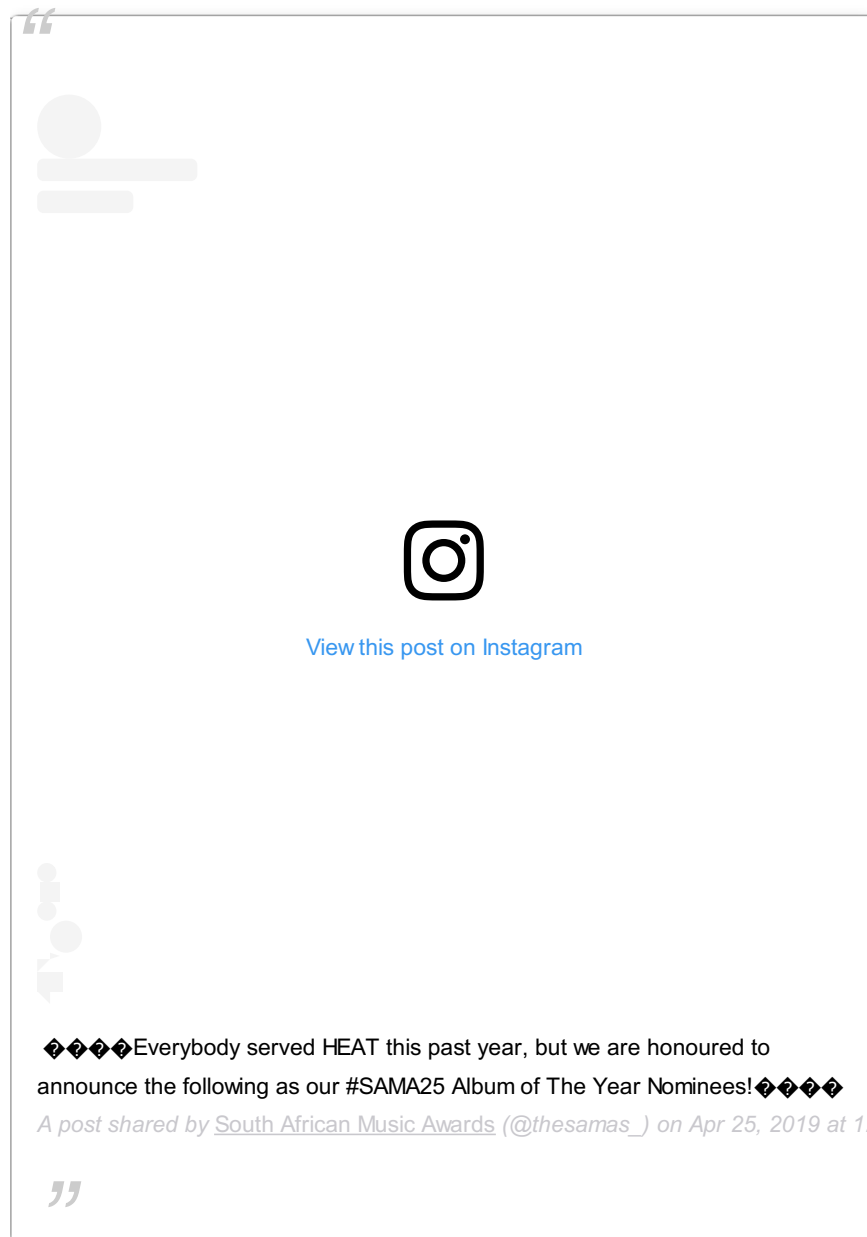 “
View this post on Instagram
����Everybody served HEAT this past year, but we are honoured to
announce the following as our #SAMA25 Album of The Year Nominees!����
A post shared by South African Music Awards (@thesamas_) on Apr 25, 2019 at 1
”